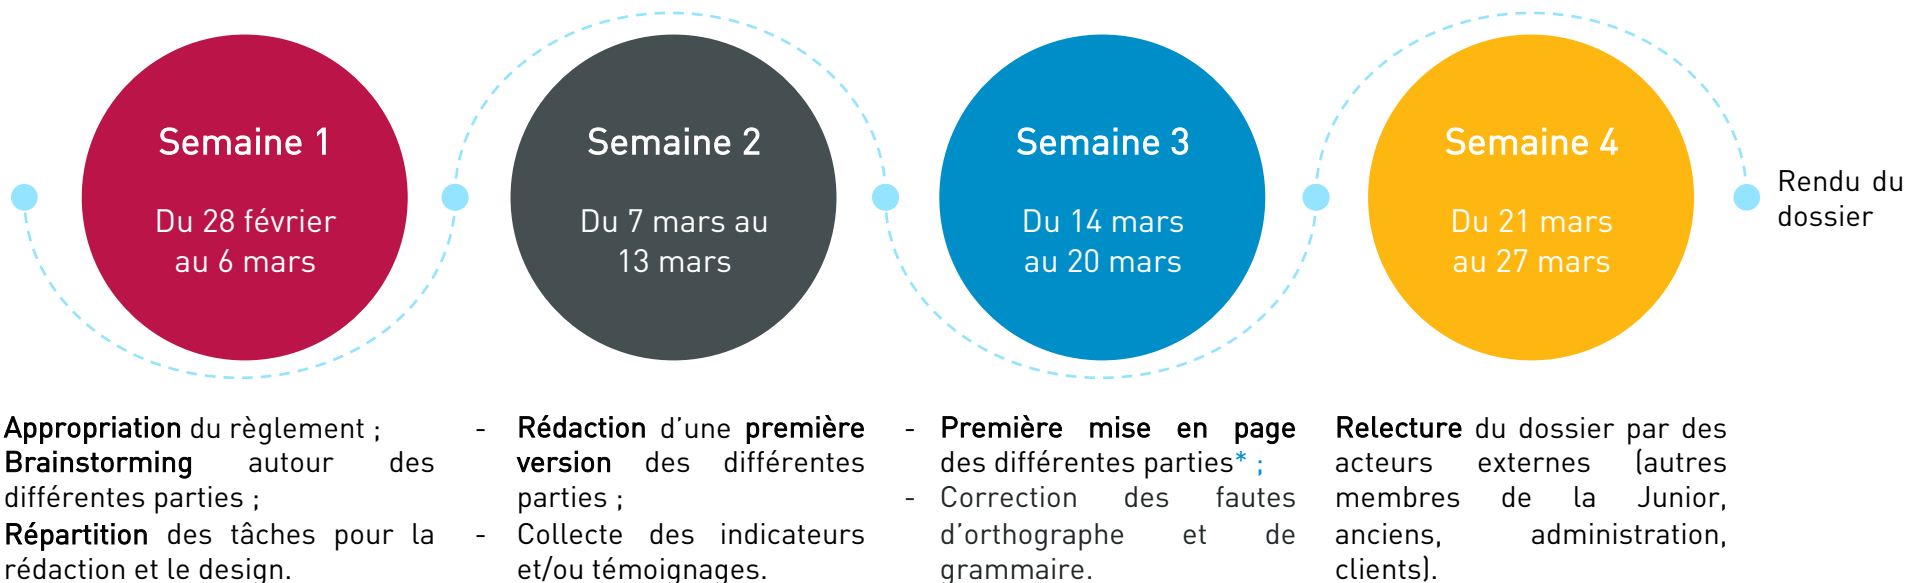 Semaine 1
Du 28 février
au 6 mars
Semaine 2
Du 7 mars au
13 mars
Semaine 3
Du 14 mars
au 20 mars
Semaine 4
Du 21 mars
au 27 mars
Rendu du
dossier
Appropriation du règlement ;
Brainstorming autour des
différentes parties ;
Répartition des tâches pour la
rédaction et le design.
- Rédaction d’une première
version des différentes
parties ;
- Collecte des indicateurs
et/ou témoignages.
- Première mise en page
des différentes parties* ;
- Correction des fautes
d’orthographe et de
grammaire.
Relecture du dossier par des
acteurs externes (autres
membres de la Junior,
anciens, administration,
clients).